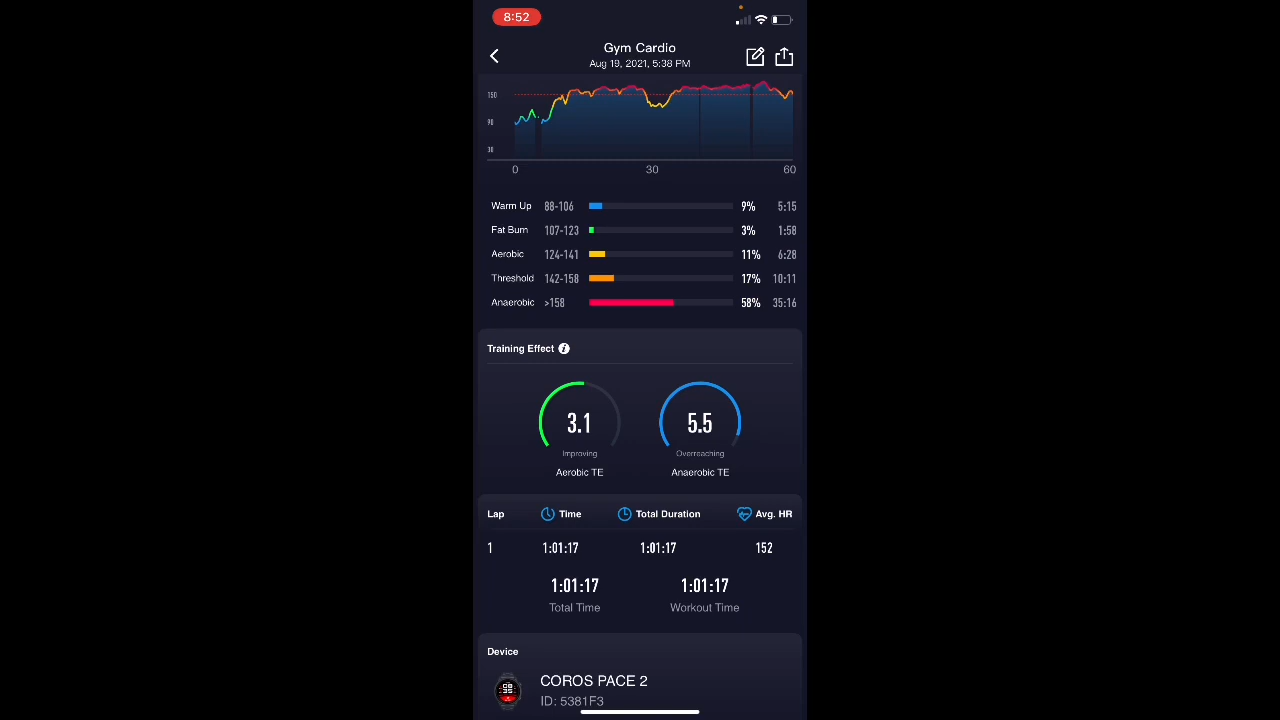 8:52
Gym Cardio
Aug 19, 2021, 5:38 PM
150
90
30
0 30 60
Warm Up 88-106 9% 5:15
Fat Burn 107-123 3% 1:58
Aerobic 124-141 11% 6:28
Threshold 142-158 17% 10:11
Anaerobic >158 58% 35:16
Training Effect i
3.1 5.5
Improving Overreaching
Aerobic TE Anaerobic TE
Lap Time Total Duration Avg. HR
1 1:01:17 1:01:17 152
1:01:17 1:01:17
Total Time Workout Time
Device
COROS PACE 2
ID: 5381F3